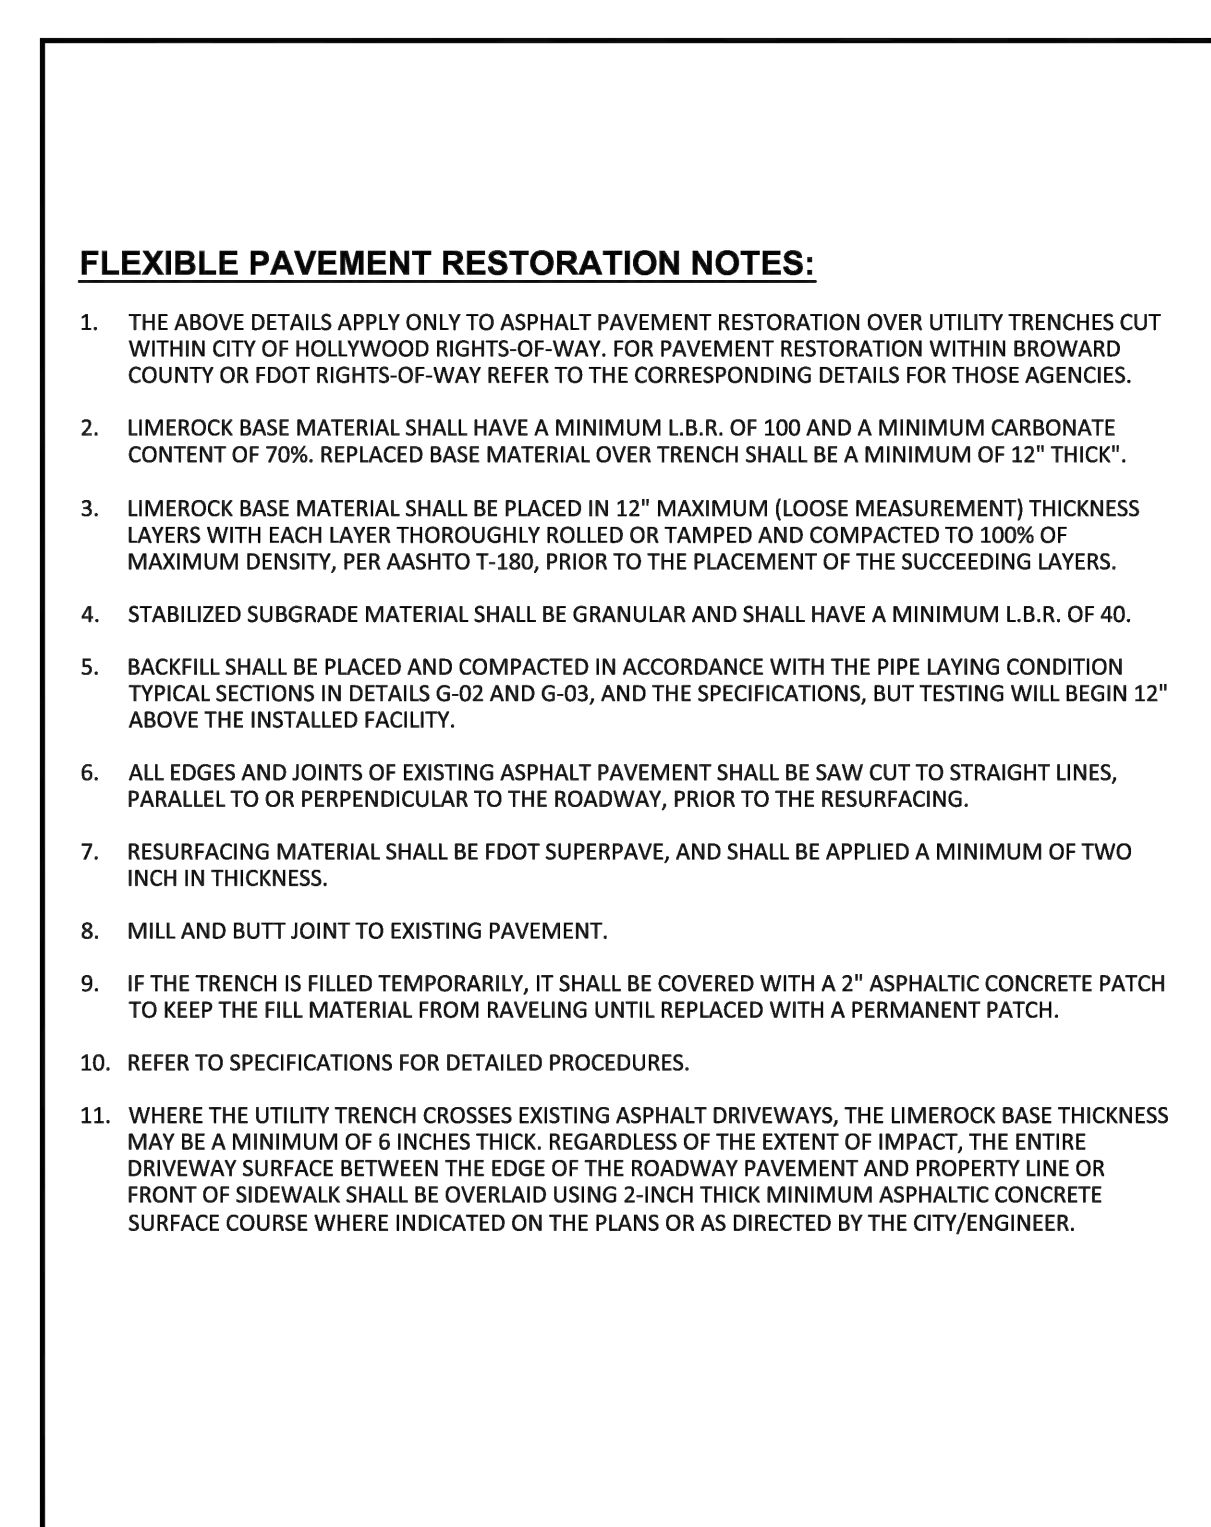 FLEXIBLE PAVEMENT RESTORATION NOTES:
1. THE ABOVE DETAILS APPLY ONLY TO ASPHALT PAVEMENT RESTORATION OVER UTILITY TRENCHES CUT
WITHIN CITY OF HOLLYWOOD RIGHTS-OF-WAY. FOR PAVEMENT RESTORATION WITHIN BROWARD
COUNTY OR FDOT RIGHTS-OF-WAY REFER TO THE CORRESPONDING DETAILS FOR THOSE AGENCIES.
2. LIMEROCK BASE MATERIAL SHALL HAVE A MINIMUM L.B.R. OF 100 AND A MINIMUM CARBONATE
CONTENT OF 70%. REPLACED BASE MATERIAL OVER TRENCH SHALL BE A MINIMUM OF 12" THICK".
3. LIMEROCK BASE MATERIAL SHALL BE PLACED IN 12" MAXIMUM (LOOSE MEASUREMENT) THICKNESS
LAYERS WITH EACH LAYER THOROUGHLY ROLLED OR TAMPED AND COMPACTED TO 100% OF
MAXIMUM DENSITY, PER AASHTO T-180, PRIOR TO THE PLACEMENT OF THE SUCCEEDING LAYERS.
4. STABILIZED SUBGRADE MATERIAL SHALL BE GRANULAR AND SHALL HAVE A MINIMUM L.B.R. OF 40.
5. BACKFILL SHALL BE PLACED AND COMPACTED IN ACCORDANCE WITH THE PIPE LAYING CONDITION
TYPICAL SECTIONS IN DETAILS G-02 AND G-03, AND THE SPECIFICATIONS, BUT TESTING WILL BEGIN 12"
ABOVE THE INSTALLED FACILITY.
6. ALL EDGES AND JOINTS OF EXISTING ASPHALT PAVEMENT SHALL BE SAW CUT TO STRAIGHT LINES,
PARALLEL TO OR PERPENDICULAR TO THE ROADWAY, PRIOR TO THE RESURFACING.
7. RESURFACING MATERIAL SHALL BE FDOT SUPERPAVE, AND SHALL BE APPLIED A MINIMUM OF TWO
INCH IN THICKNESS.
8. MILL AND BUTT JOINT TO EXISTING PAVEMENT.
9. IF THE TRENCH IS FILLED TEMPORARILY, IT SHALL BE COVERED WITH A 2" ASPHALTIC CONCRETE PATCH
TO KEEP THE FILL MATERIAL FROM RAVELING UNTIL REPLACED WITH A PERMANENT PATCH.
10. REFER TO SPECIFICATIONS FOR DETAILED PROCEDURES.
11. WHERE THE UTILITY TRENCH CROSSES EXISTING ASPHALT DRIVEWAYS, THE LIMEROCK BASE THICKNESS
MAY BE A MINIMUM OF 6 INCHES THICK. REGARDLESS OF THE EXTENT OF IMPACT, THE ENTIRE
DRIVEWAY SURFACE BETWEEN THE EDGE OF THE ROADWAY PAVEMENT AND PROPERTY LINE OR
FRONT OF SIDEWALK SHALL BE OVERLAID USING 2-INCH THICK MINIMUM ASPHALTIC CONCRETE
SURFACE COURSE WHERE INDICATED ON THE PLANS OR AS DIRECTED BY THE CITY/ENGINEER.